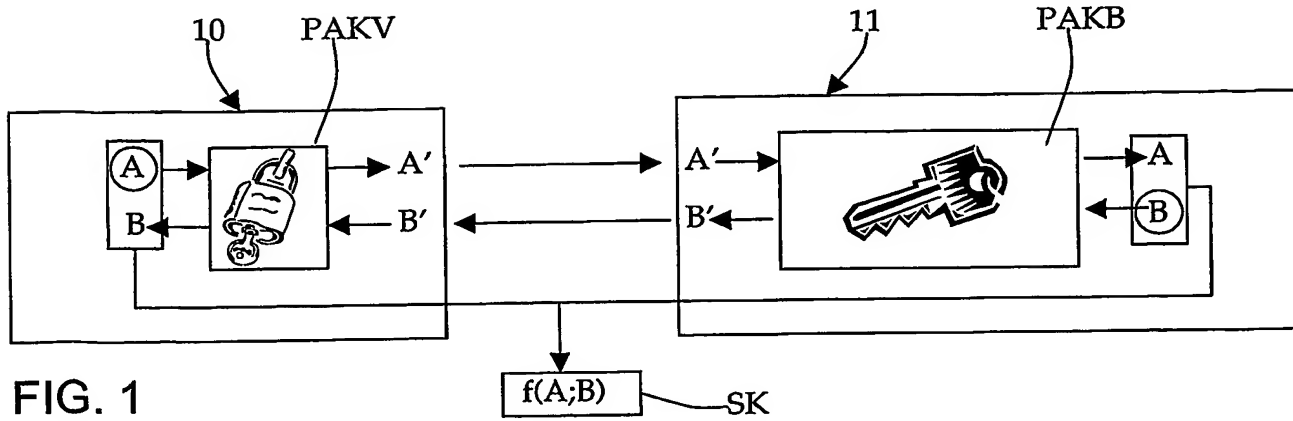 10 PAKV 11 PAKB
A A' A' A
B B' B' B
f(A;B) SK
FIG. 1